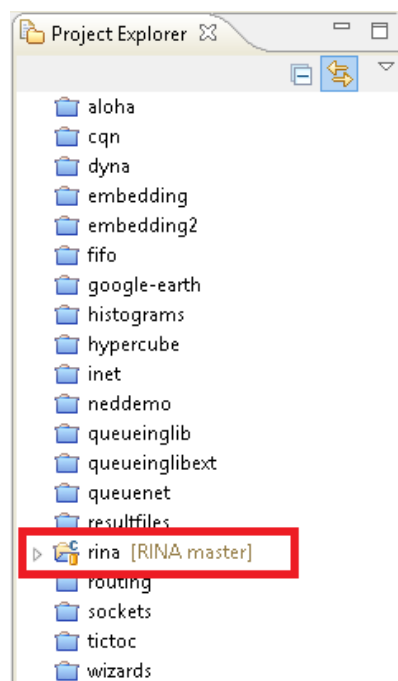 Project Explorer
aloha
cqn
dyna
embedding
embedding2
fifo
google-earth
histograms
hypercube
inet
neddemo
queueinglib
queueinglibext
queuenet
resultfiles
rina [RINA master]
routing
sockets
tictoc
wizards